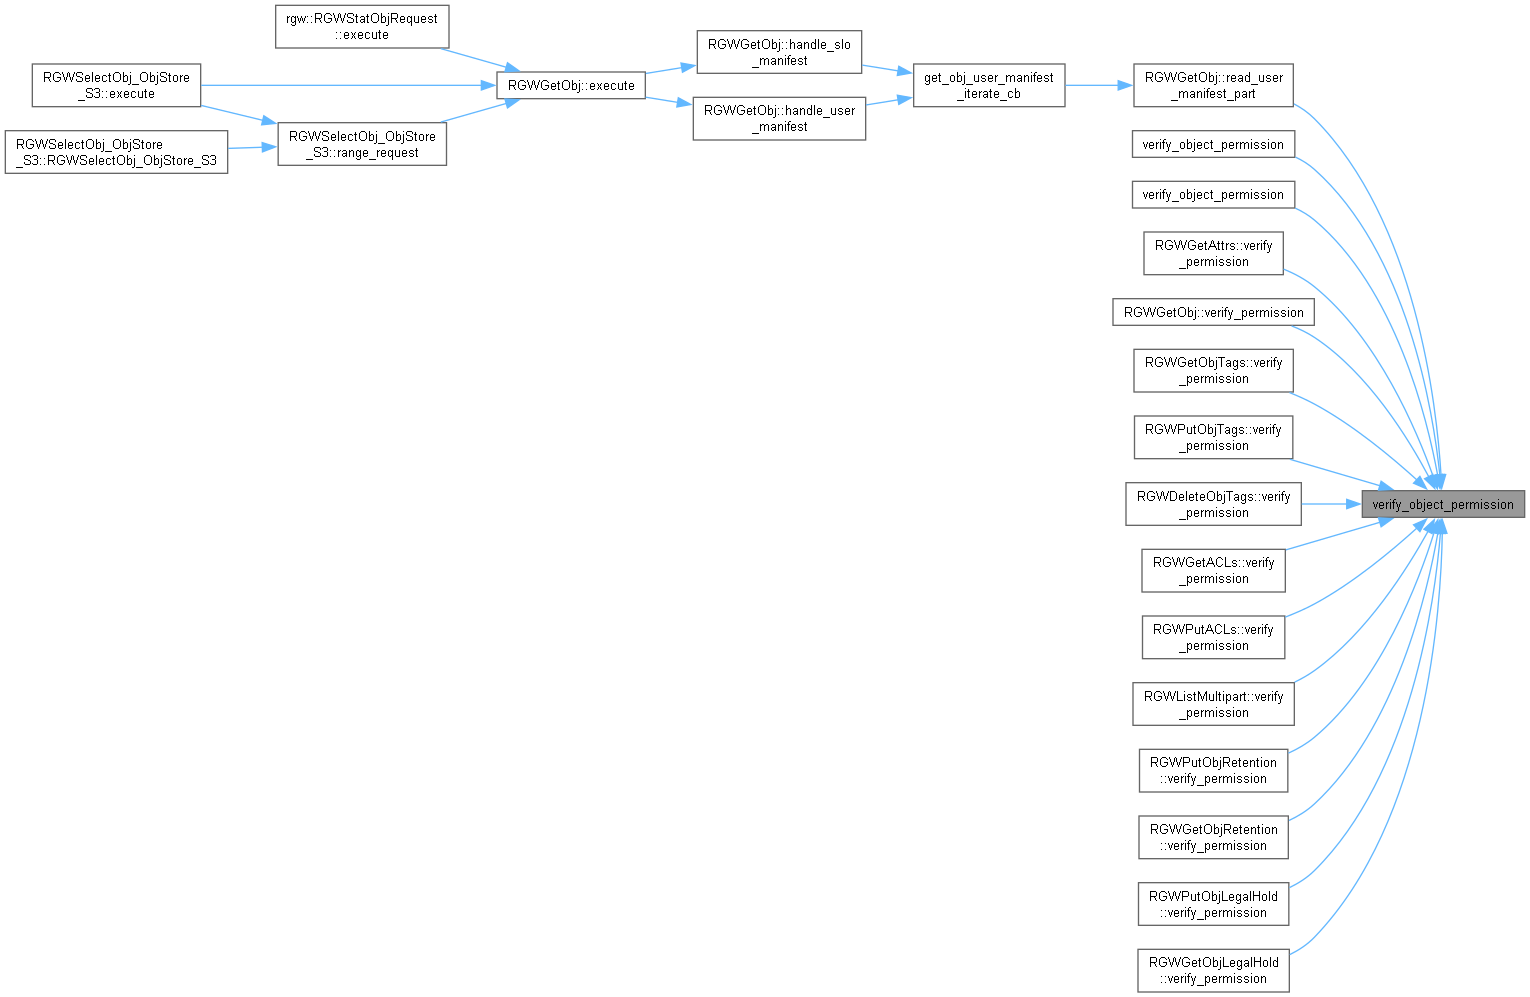 rgw::RGWStatObjRequest
::execute
RGWSelectObj_ObjStore
_S3::execute
RGWSelectObj_ObjStore
_S3::RGWSelectObj_ObjStore_S3
RGWSelectObj_ObjStore
_S3::range_request
RGWGetObj::execute
RGWGetObj::handle_slo
_manifest
RGWGetObj::handle_user
_manifest
get_obj_user_manifest
_iterate_cb
RGWGetObj::read_user
_manifest_part
verify_object_permission
verify_object_permission
RGWGetAttrs::verify
_permission
RGWGetObj::verify_permission
RGWGetObjTags::verify
_permission
RGWPutObjTags::verify
_permission
RGWDeleteObjTags::verify
_permission
RGWGetACLs::verify
_permission
RGWPutACLs::verify
_permission
RGWListMultipart::verify
_permission
RGWPutObjRetention
::verify_permission
RGWGetObjRetention
::verify_permission
RGWPutObjLegalHold
::verify_permission
RGWGetObjLegalHold
::verify_permission
verify_object_permission